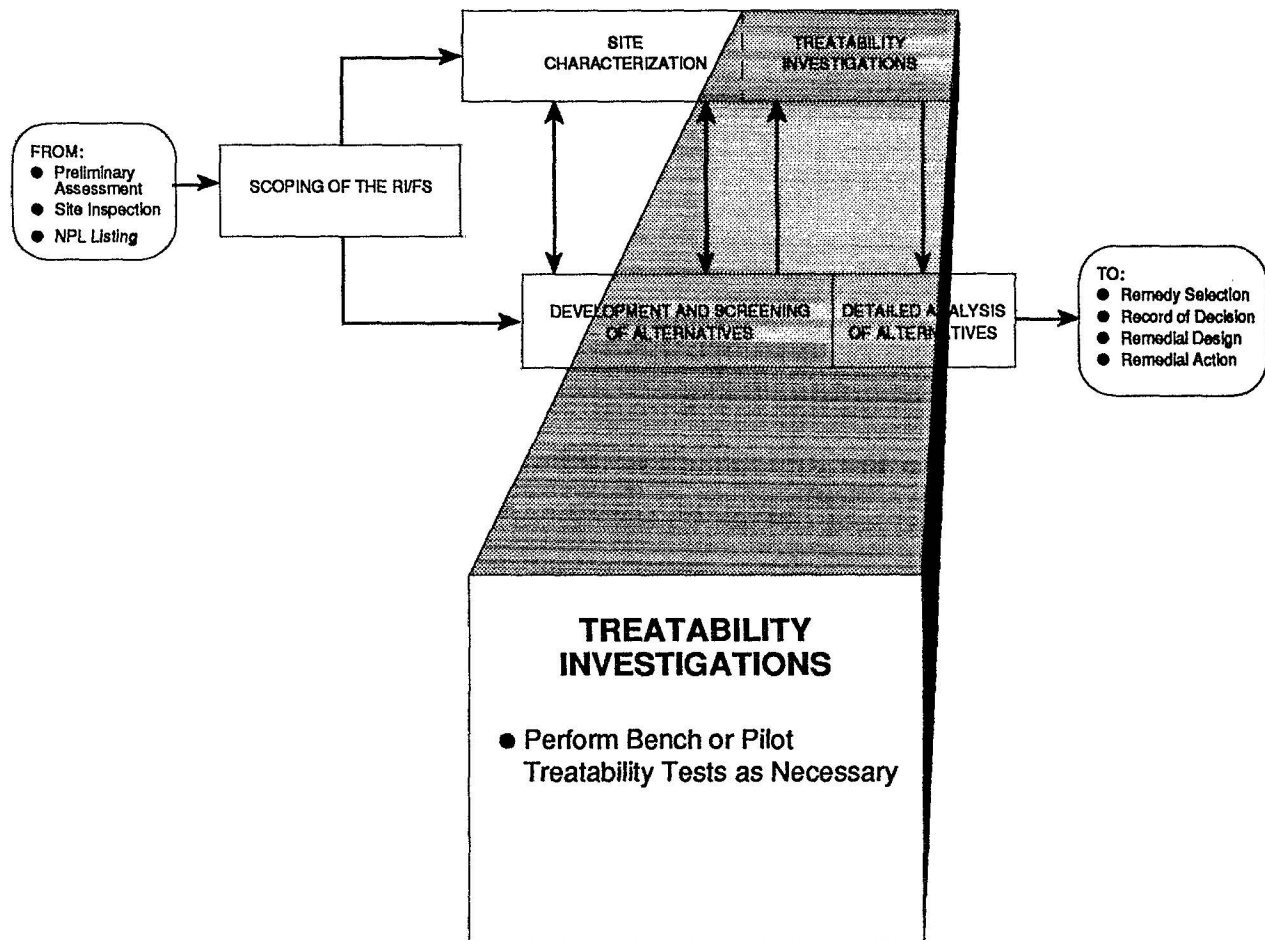 FROM:
● Preliminary
Assessment
● Site Inspection
● NPL Listing
SCOPING OF THE RI/FS
SITE
CHARACTERIZATION
TREATABILITY
INVESTIGATIONS
DEVELOPMENT AND SCREENING
OF ALTERNATIVES
DETAILED ANALYSIS
OF ALTERNATIVES
TO:
● Remedy Selection
● Record of Decision
● Remedial Design
● Remedial Action
TREATABILITY
INVESTIGATIONS
● Perform Bench or Pilot
Treatability Tests as Necessary